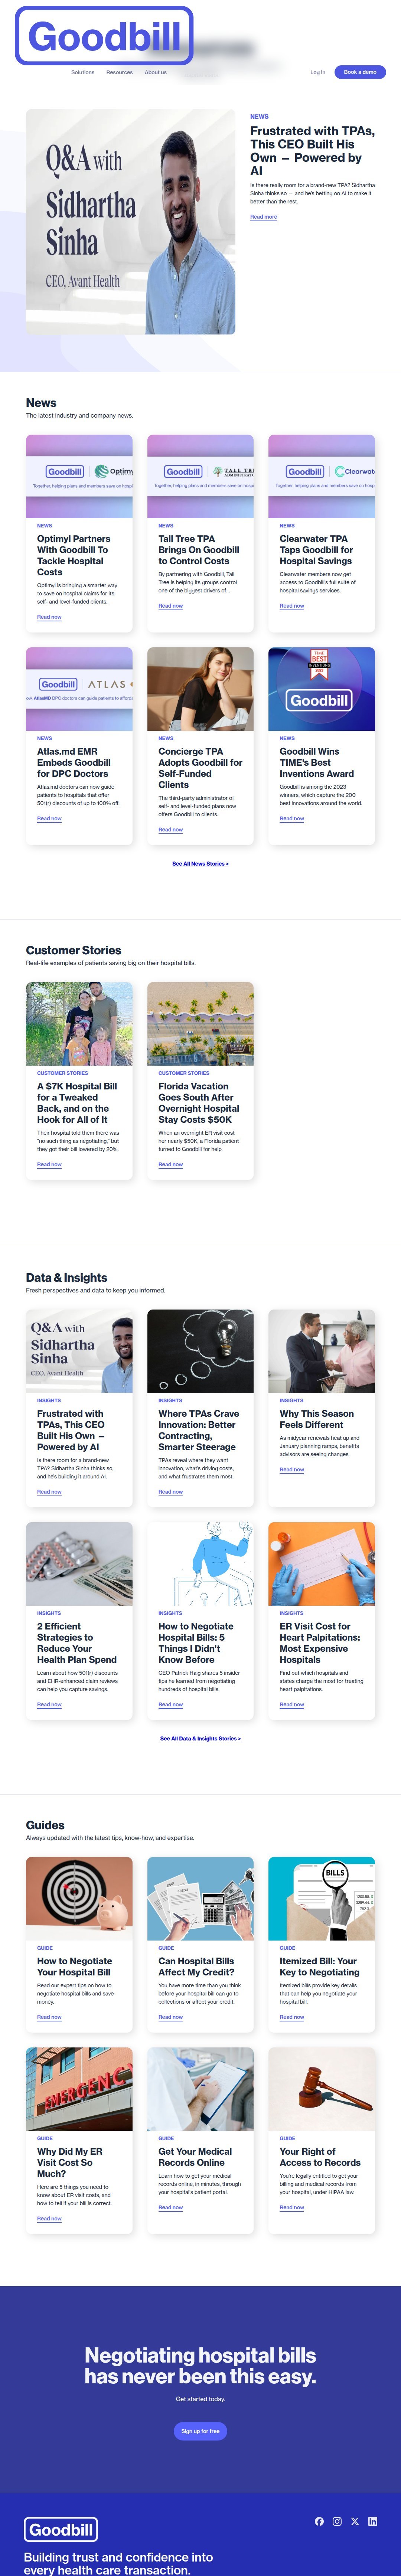 Goodbill
Solutions
Resources
About us
Log in
Book a demo
Q&A with
Sidhartha
Sinha
CEO, Avant Health
NEWS
Frustrated with TPAs,
This CEO Built His
Own — Powered by
AI
Is there really room for a brand-new TPA? Sidhartha
Sinha thinks so — and he's betting on AI to make it
better than the rest.
Read more
News
The latest industry and company news.
Goodbill
Together, helping plans and members save on
NEWS
Optimyl Partners
With Goodbill To
Tackle Hospital
Costs
Optimyl is bringing a smarter way
to save on hospital claims for its
self- and level-funded clients.
Read now
Goodbill
TALL TR
Together, helping plans and members save on
NEWS
Tall Tree TPA
Brings On Goodbill
to Control Costs
By partnering with Goodbill, Tall
Tree is helping its groups control
one of the biggest drivers of...
Read now
Goodbill
Clearwat
Together, helping plans and members save on
NEWS
Clearwater TPA
Taps Goodbill for
Hospital Savings
Clearwater members now get
access to Goodbill's full suite of
hospital savings services.
Read now
Goodbill
ATLAS
AtlasMD DPC doctors can guide patients to
NEWS
Atlas.md EMR
Embeds Goodbill
for DPC Doctors
Atlas.md doctors can now guide
patients to hospitals that offer
501(r) discounts of up to 100% off.
Read now
NEWS
Concierge TPA
Adopts Goodbill for
Self-Funded
Clients
The third-party administrator of
self- and level-funded plans now
offers Goodbill to clients.
Read now
TIME
BEST
INVENTIONS
2023
Goodbill
NEWS
Goodbill Wins
TIME's Best
Inventions Award
Goodbill is among the 2023
winners, which capture the 200
best innovations around the world.
Read now
See All News Stories >
Customer Stories
Real-life examples of patients saving big on their hospital bills.
CUSTOMER STORIES
A $7K Hospital Bill
for a Tweaked
Back, and on the
Hook for All of It
Their hospital told them there was
"no such thing as negotiating," but
they got their bill lowered by 20%.
Read now
CUSTOMER STORIES
Florida Vacation
Goes South After
Overnight Hospital
Stay Costs $50K
When an overnight ER visit cost
her nearly $50K, a Florida patient
turned to Goodbill for help.
Read now
Data & Insights
Fresh perspectives and data to keep you informed.
Q&A with
Sidhartha
Sinha
CEO, Avant Health
INSIGHTS
Frustrated with
TPAs, This CEO
Built His Own —
Powered by AI
Is there room for a brand-new
TPA? Sidhartha Sinha thinks so,
and he's building it around AI.
Read now
INSIGHTS
Where TPAs Crave
Innovation: Better
Contracting,
Smarter Steerage
TPAs reveal where they want
innovation, what's driving costs,
and what frustrates them most.
Read now
INSIGHTS
Why This Season
Feels Different
As midyear renewals heat up and
January planning ramps, benefits
advisors are seeing changes.
Read now
INSIGHTS
2 Efficient
Strategies to
Reduce Your
Health Plan Spend
Learn about how 501(r) discounts
and EHR-enhanced claim reviews
can help you capture savings.
Read now
INSIGHTS
How to Negotiate
Hospital Bills: 5
Things I Didn't
Know Before
CEO Patrick Haig shares 5 insider
tips he learned from negotiating
hundreds of hospital bills.
Read now
INSIGHTS
ER Visit Cost for
Heart Palpitations:
Most Expensive
Hospitals
Find out which hospitals and
states charge the most for treating
heart palpitations.
Read now
See All Data & Insights Stories >
Guides
Always updated with the latest tips, know-how, and expertise.
GUIDE
How to Negotiate
Your Hospital Bill
Read our expert tips on how to
negotiate hospital bills and save
money.
Read now
GUIDE
Can Hospital Bills
Affect My Credit?
You have more time than you think
before your hospital bill can go to
collections or affect your credit.
Read now
BILLS
GUIDE
Itemized Bill: Your
Key to Negotiating
Itemized bills provide key details
that can help you negotiate your
hospital bill.
Read now
EMERGENCY
GUIDE
Why Did My ER
Visit Cost So
Much?
Here are 5 things you need to
know about ER visit costs, and
how to tell if your bill is correct.
Read now
GUIDE
Get Your Medical
Records Online
Learn how to get your medical
records online, in minutes, through
your hospital's patient portal.
Read now
GUIDE
Your Right of
Access to Records
You're legally entitled to get your
billing and medical records from
your hospital, under HIPAA law.
Read now
Negotiating hospital bills
has never been this easy.
Get started today.
Sign up for free
Goodbill
Building trust and confidence into
every health care transaction.